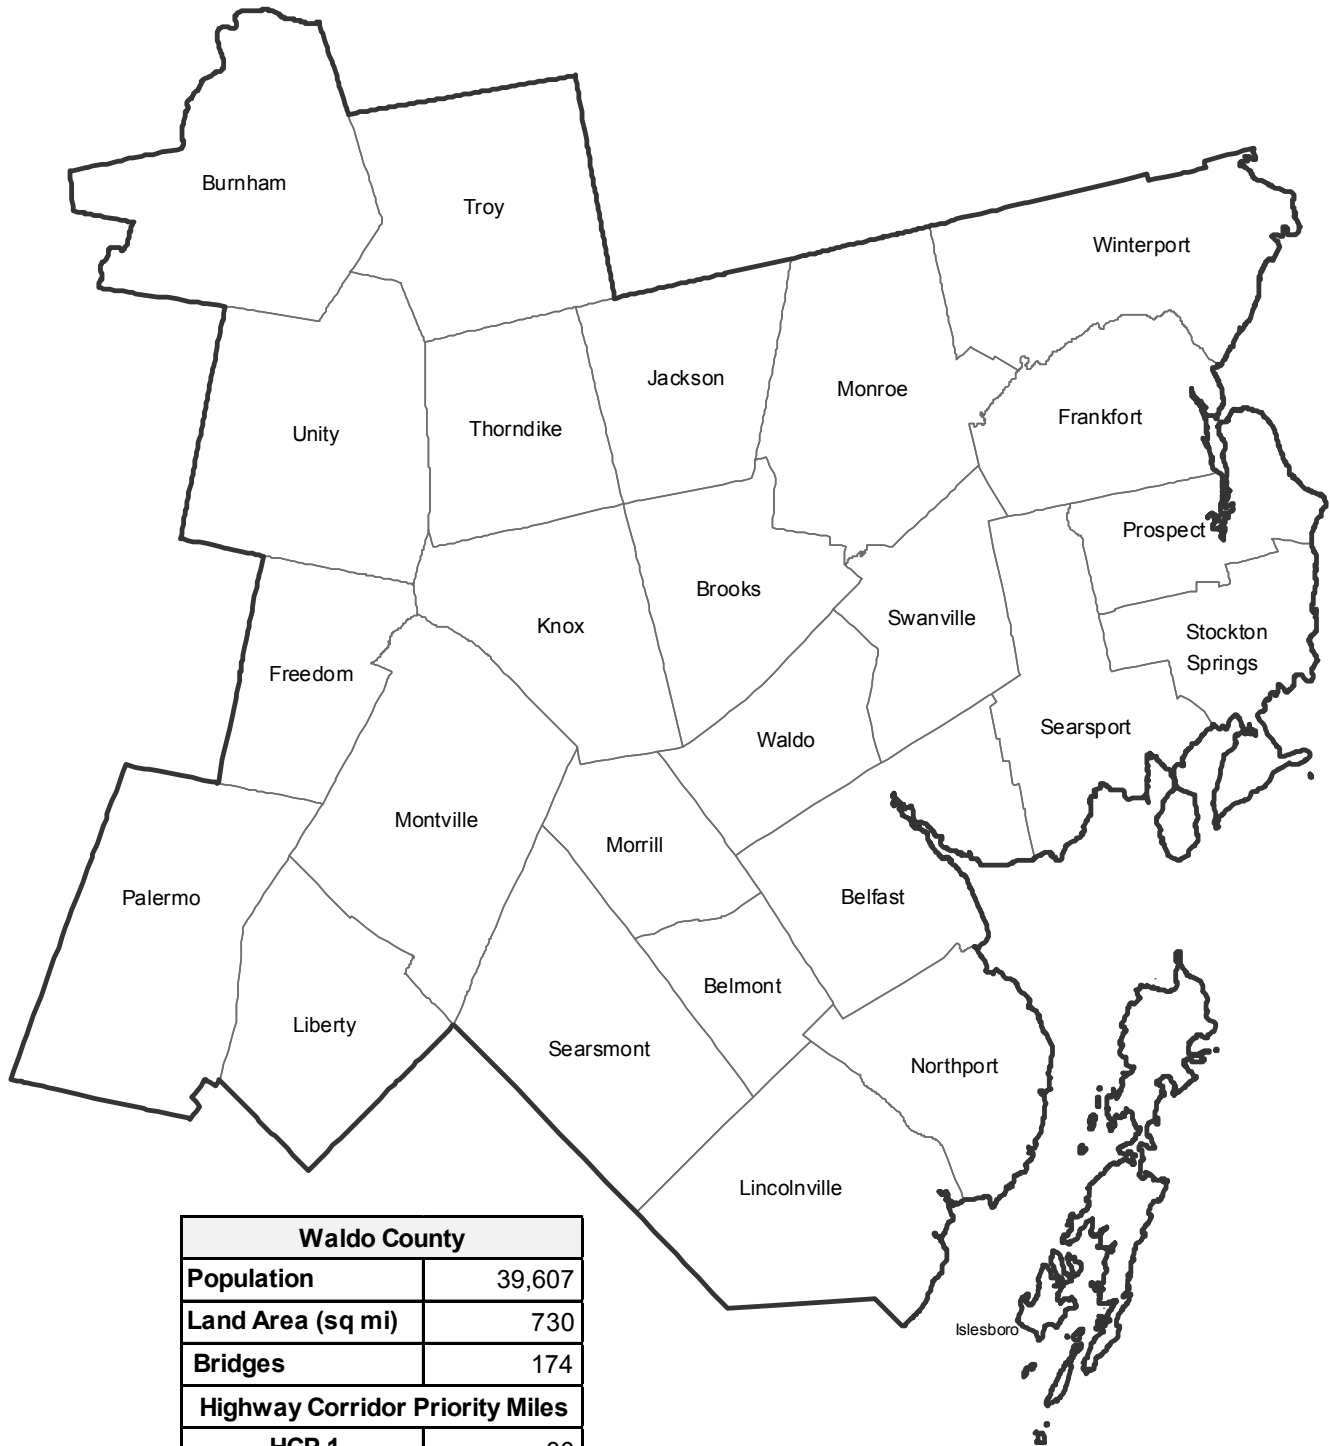 Burnham
Troy
Winterport
Jackson
Monroe
Frankfort
Thorndike
Unity
Prospect
Brooks
Swanville
Knox
Stockton
Springs
Freedom
Searsport
Waldo
Montville
Morrill
Belfast
Palermo
Belmont
Liberty
Searsmont
Northport
Lincolnville
Islesboro
Waldo County
Population 39,607
Land Area (sq mi) 730
Bridges 174
Highway Corridor Priority Miles
HCP 1